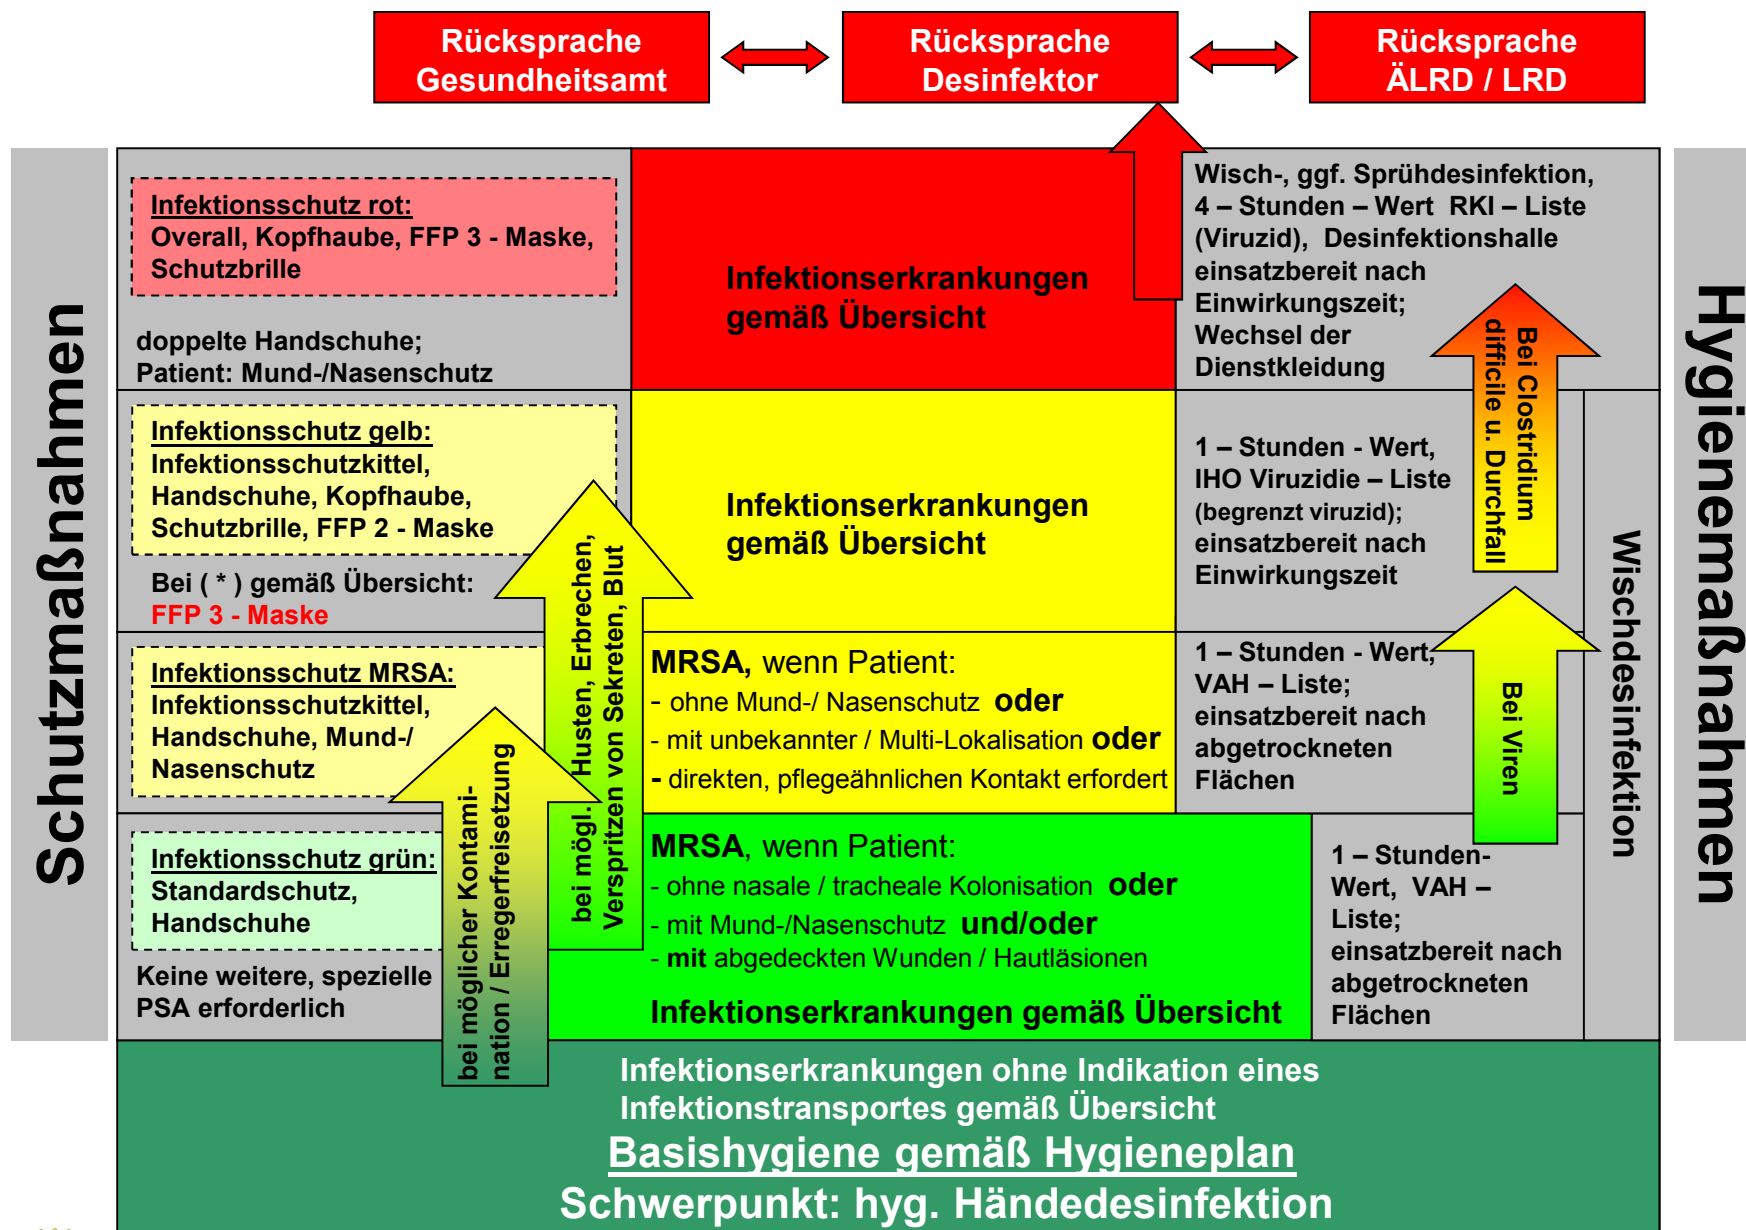 Rücksprache
Gesundheitsamt
Rücksprache
Desinfektor
Rücksprache
ÄLRD / LRD
Schutzmaßnahmen
Infektionsschutz rot:
Overall, Kopfhaube, FFP 3 - Maske,
Schutzbrille
doppelte Handschuhe;
Patient: Mund-/Nasenschutz
Infektionserkrankungen
gemäß Übersicht
Wisch-, ggf. Sprühdesinfektion,
4 – Stunden – Wert RKI – Liste
(Viruzid), Desinfektionshalle
einsatzbereit nach
Einwirkungszeit;
Wechsel der
Dienstkleidung
Bei Clostridium
difficile u. Durchfall
Infektionsschutz gelb:
Infektionsschutzkittel,
Handschuhe, Kopfhaube,
Schutzbrille, FFP 2 - Maske
Bei ( * ) gemäß Übersicht:
FFP 3 - Maske
bei mögl. Husten, Erbrechen,
Verspritzen von Sekreten, Blut
Infektionserkrankungen
gemäß Übersicht
1 – Stunden - Wert,
IHO Viruzidie – Liste
(begrenzt viruzid);
einsatzbereit nach
Einwirkungszeit
Wischdesinfektion
Infektionsschutz MRSA:
Infektionsschutzkittel,
Handschuhe, Mund-/
Nasenschutz
bei möglicher Kontami-
nation / Erregerfreisetzung
MRSA, wenn Patient:
- ohne Mund-/ Nasenschutz oder
- mit unbekannter / Multi-Lokalisation oder
- direkten, pflegeähnlichen Kontakt erfordert
1 – Stunden - Wert,
VAH – Liste;
einsatzbereit nach
abgetrockneten
Flächen
Bei Viren
Infektionsschutz grün:
Standardschutz,
Handschuhe
Keine weitere, spezielle
PSA erforderlich
MRSA, wenn Patient:
- ohne nasale / tracheale Kolonisation oder
- mit Mund-/Nasenschutz und/oder
- mit abgedeckten Wunden / Hautläsionen
Infektionserkrankungen gemäß Übersicht
1 – Stunden-
Wert, VAH –
Liste;
einsatzbereit nach
abgetrockneten
Flächen
Hygienemaßnahmen
Infektionserkrankungen ohne Indikation eines
Infektionstransportes gemäß Übersicht
Basishygiene gemäß Hygieneplan
Schwerpunkt: hyg. Händedesinfektion